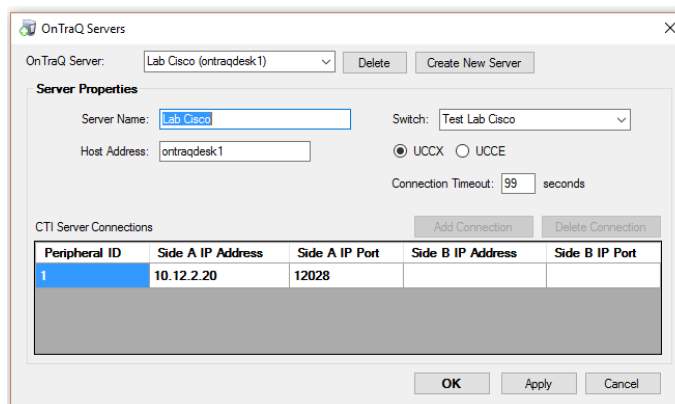 OnTraQ Servers
OnTraQ Server: Lab Cisco (ontraqdesk1) Delete Create New Server
Server Properties
Server Name: Lab Cisco Switch: Test Lab Cisco
Host Address: ontraqdesk1 UCCX UCCE
Connection Timeout: 99 seconds
CTI Server Connections Add Connection Delete Connection
Peripheral ID Side A IP Address Side A IP Port Side B IP Address Side B IP Port
1 10.12.2.20 12028
OK Apply Cancel